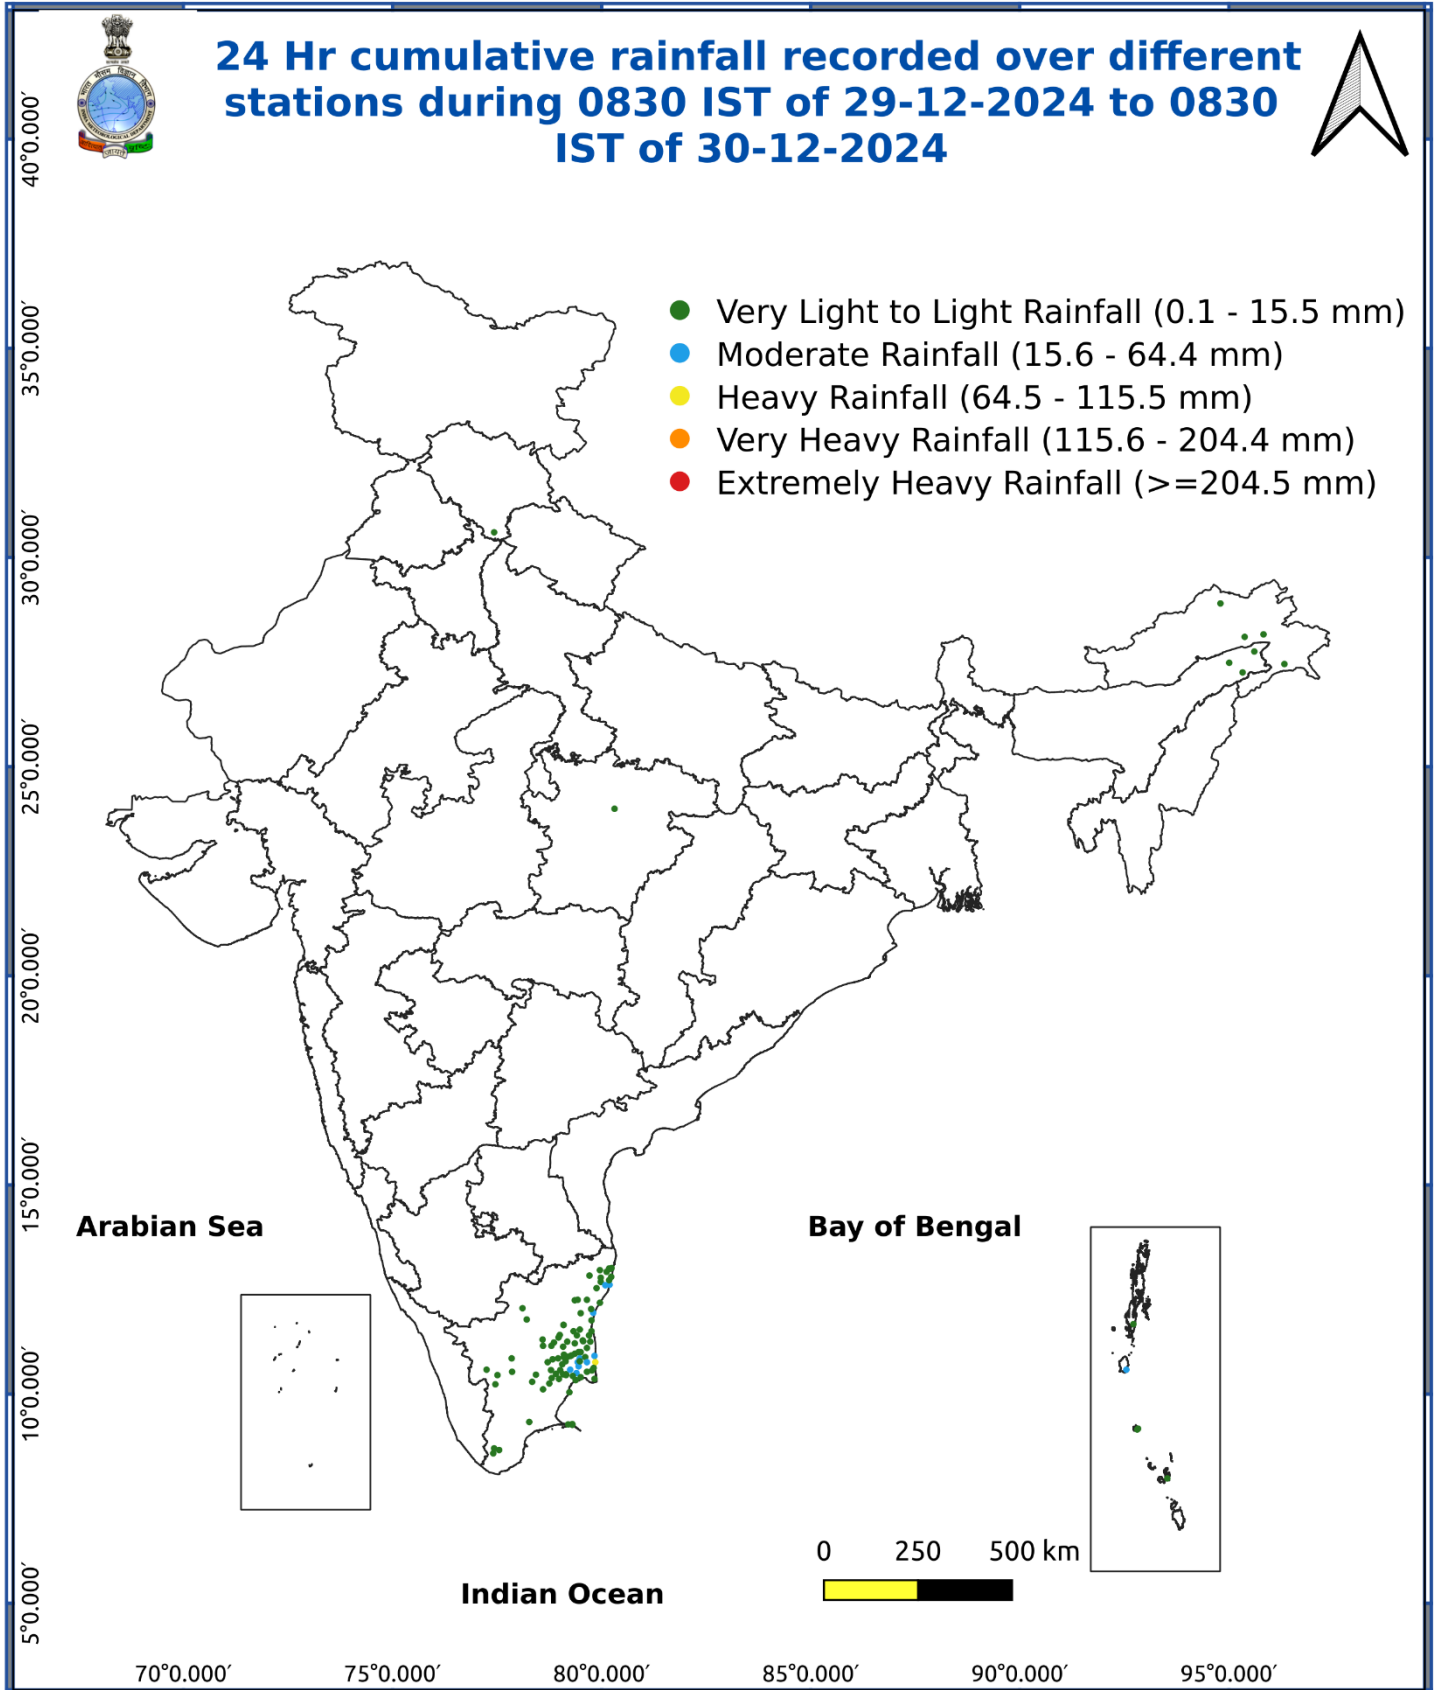 24 Hr cumulative rainfall recorded over different
stations during 0830 IST of 29-12-2024 to 0830
IST of 30-12-2024
Very Light to Light Rainfall (0.1 - 15.5 mm)
Moderate Rainfall (15.6 - 64.4 mm)
Heavy Rainfall (64.5 - 115.5 mm)
Very Heavy Rainfall (115.6 - 204.4 mm)
Extremely Heavy Rainfall (>=204.5 mm)
40°0.000′
35°0.000′
30°0.000′
25°0.000′
20°0.000′
15°0.000′
10°0.000′
5°0.000′
Arabian Sea
Bay of Bengal
Indian Ocean
0 250 500 km
70°0.000′ 75°0.000′ 80°0.000′ 85°0.000′ 90°0.000′ 95°0.000′